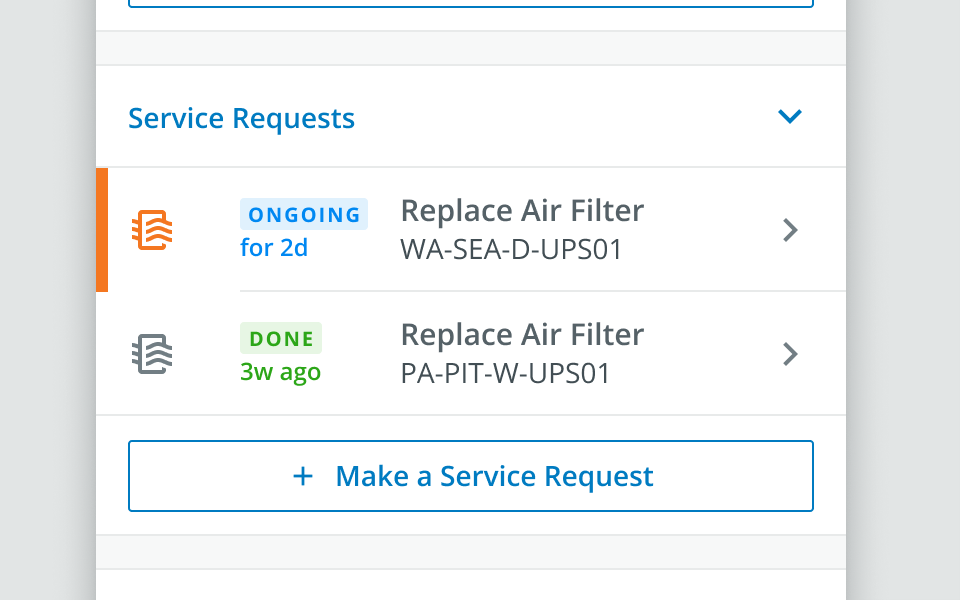 Service Requests
ONGOING
for 2d
Replace Air Filter
WA-SEA-D-UPS01
DONE
3w ago
Replace Air Filter
PA-PIT-W-UPS01
+ Make a Service Request